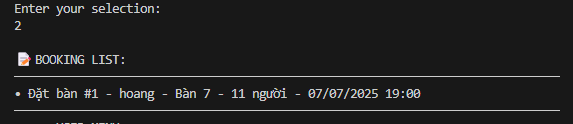 Enter your selection:
2
📝 BOOKING LIST:
• Đặt bàn #1 - hoang - Bàn 7 - 11 người - 07/07/2025 19:00